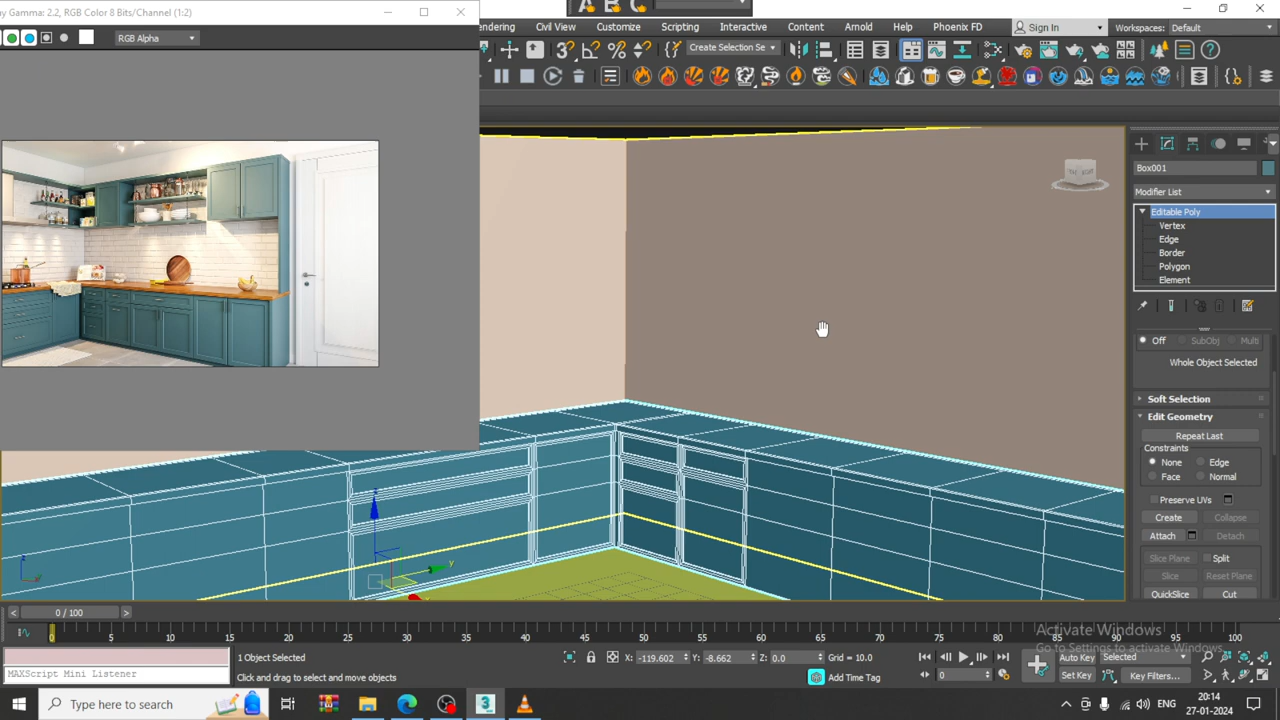 y Gamma: 2.2, RGB Color 8 Bits/Channel (1:2)
RGB Alpha
Civil View
Customize
Scripting
Interactive
Content
Arnold
Help
Phoenix FD
Sign In
Workspaces: Default
Create Selection Se
Box001
Modifier List
Editable Poly
Vertex
Edge
Border
Polygon
Element
Off
SubObj
Multi
Whole Object Selected
Soft Selection
Edit Geometry
Repeat Last
Constraints
None
Edge
Face
Normal
Preserve UVs
Create
Collapse
Attach
Detach
Slice Plane
Split
Slice
Reset Plane
QuickSlice
Cut
z
y
0 / 100
0 5 10 15 20 25 30 35 40 45 50 55 60 65 70 75 80 85 90 95 100
Activate Windows
Go to Settings to activate Windows.
1 Object Selected
X: -119.602
Y: -8.662
Z: 0.0
Grid = 10.0
Auto Key
Selected
MAXScript Mini Listener
Click and drag to select and move objects
Add Time Tag
0
Set Key
Key Filters...
Type here to search
3
ENG
20:14
27-01-2024